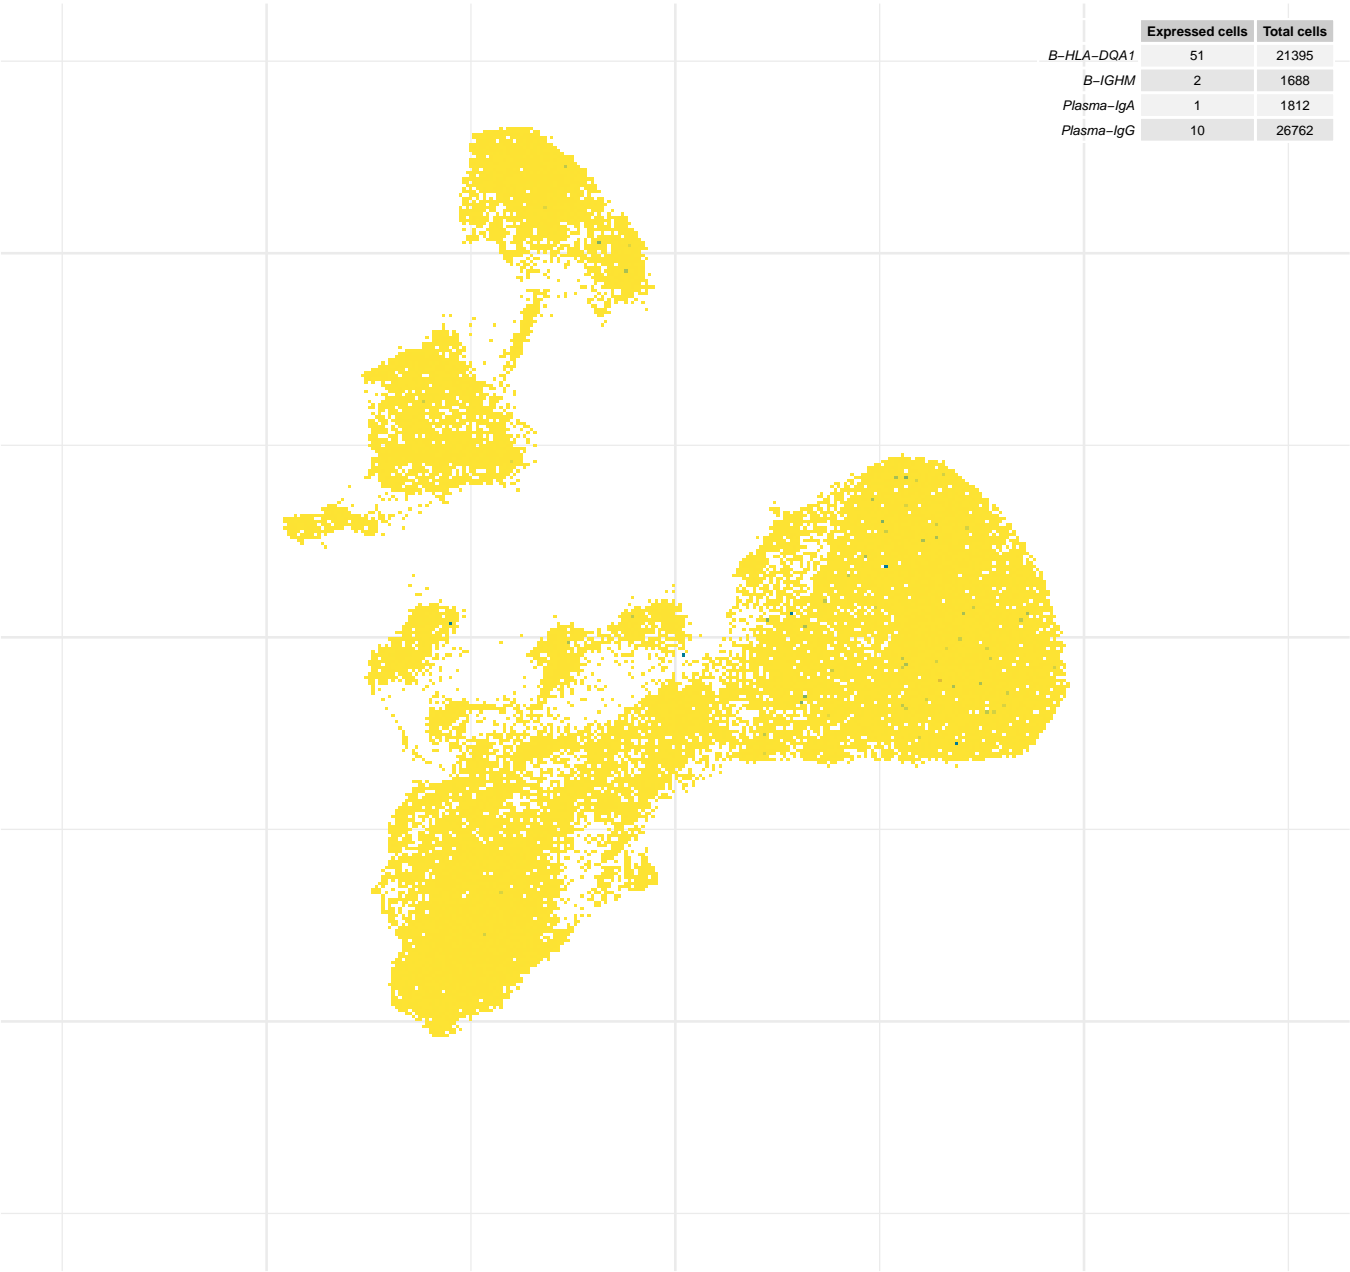 Expressed cells Total cells
B−HLA−DQA1 51 21395
B−IGHM 2 1688
Plasma−IgA 1 1812
Plasma−IgG 10 26762